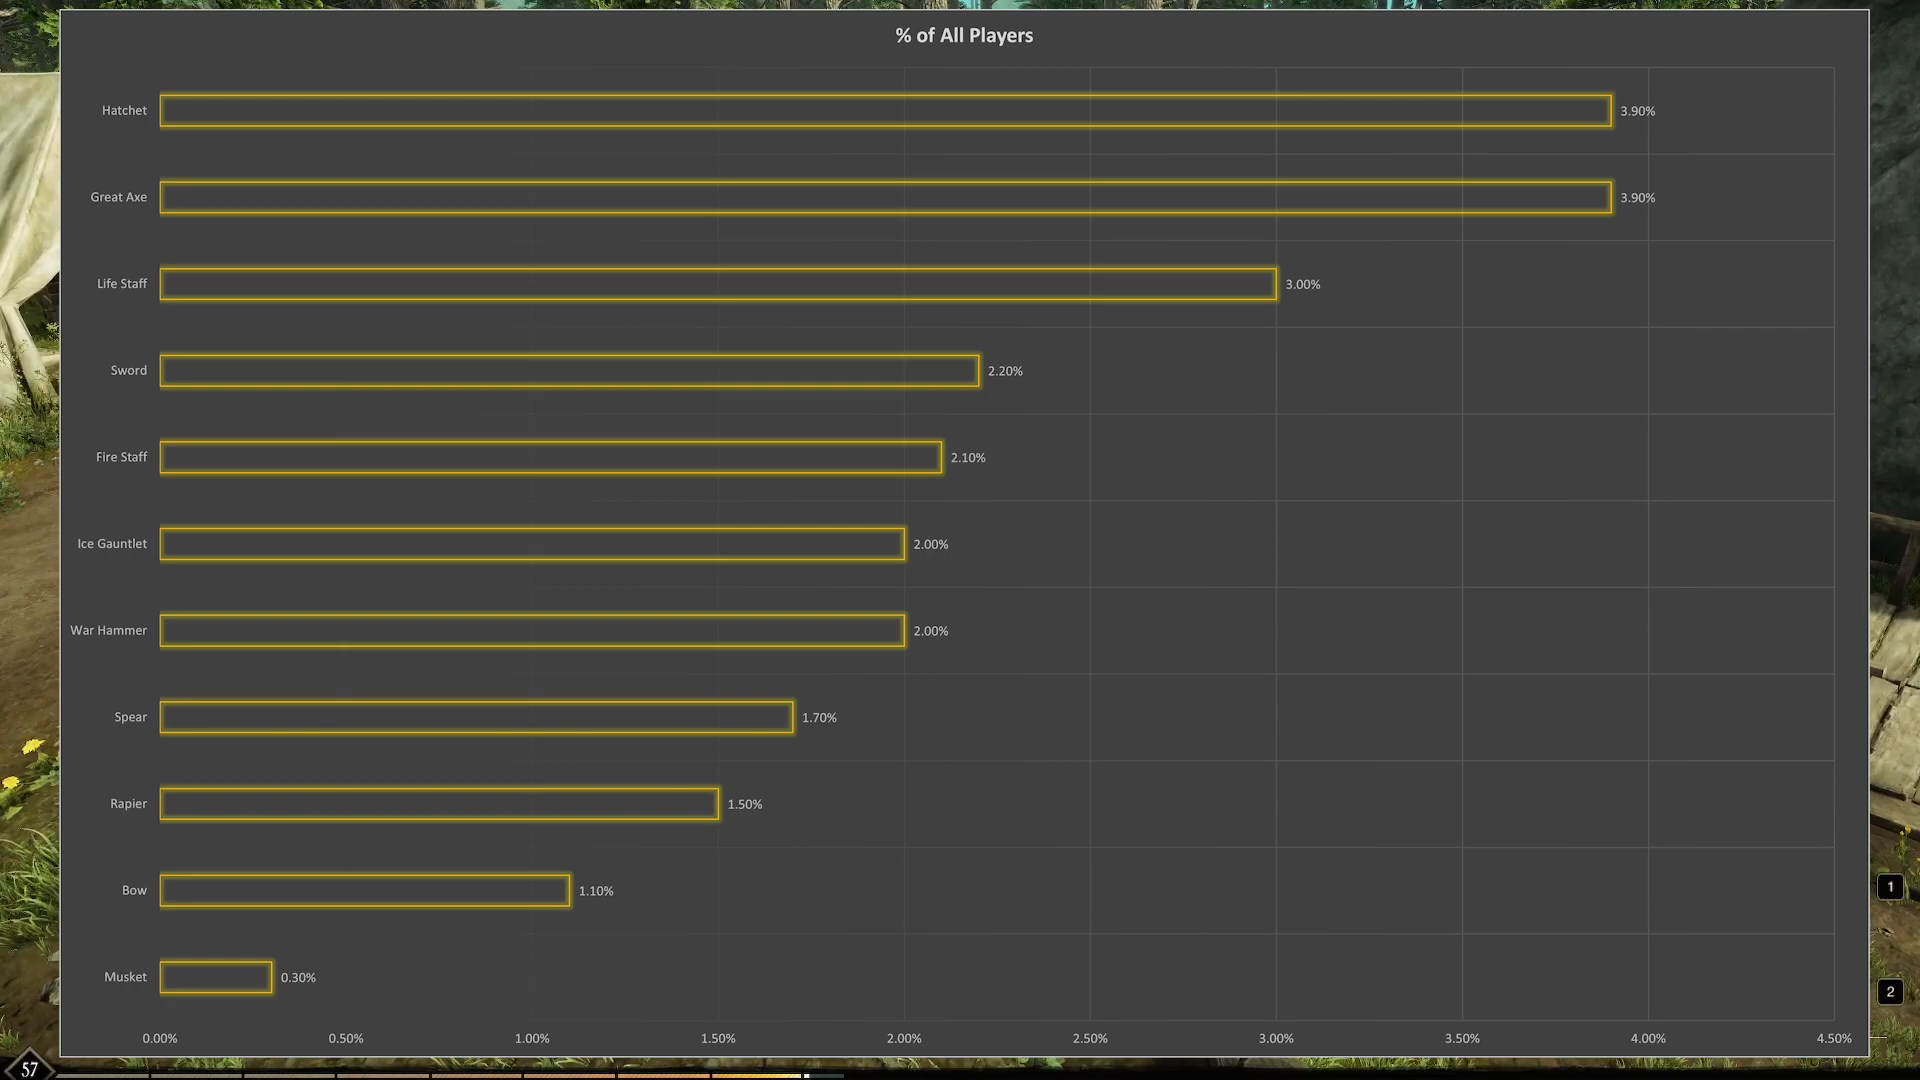 % of All Players
Hatchet 3.90%
Great Axe 3.90%
Life Staff 3.00%
Sword 2.20%
Fire Staff 2.10%
Ice Gauntlet 2.00%
War Hammer 2.00%
Spear 1.70%
Rapier 1.50%
Bow 1.10%
1
Musket 0.30%
2
0.00% 0.50% 1.00% 1.50% 2.00% 2.50% 3.00% 3.50% 4.00% 4.50%
57